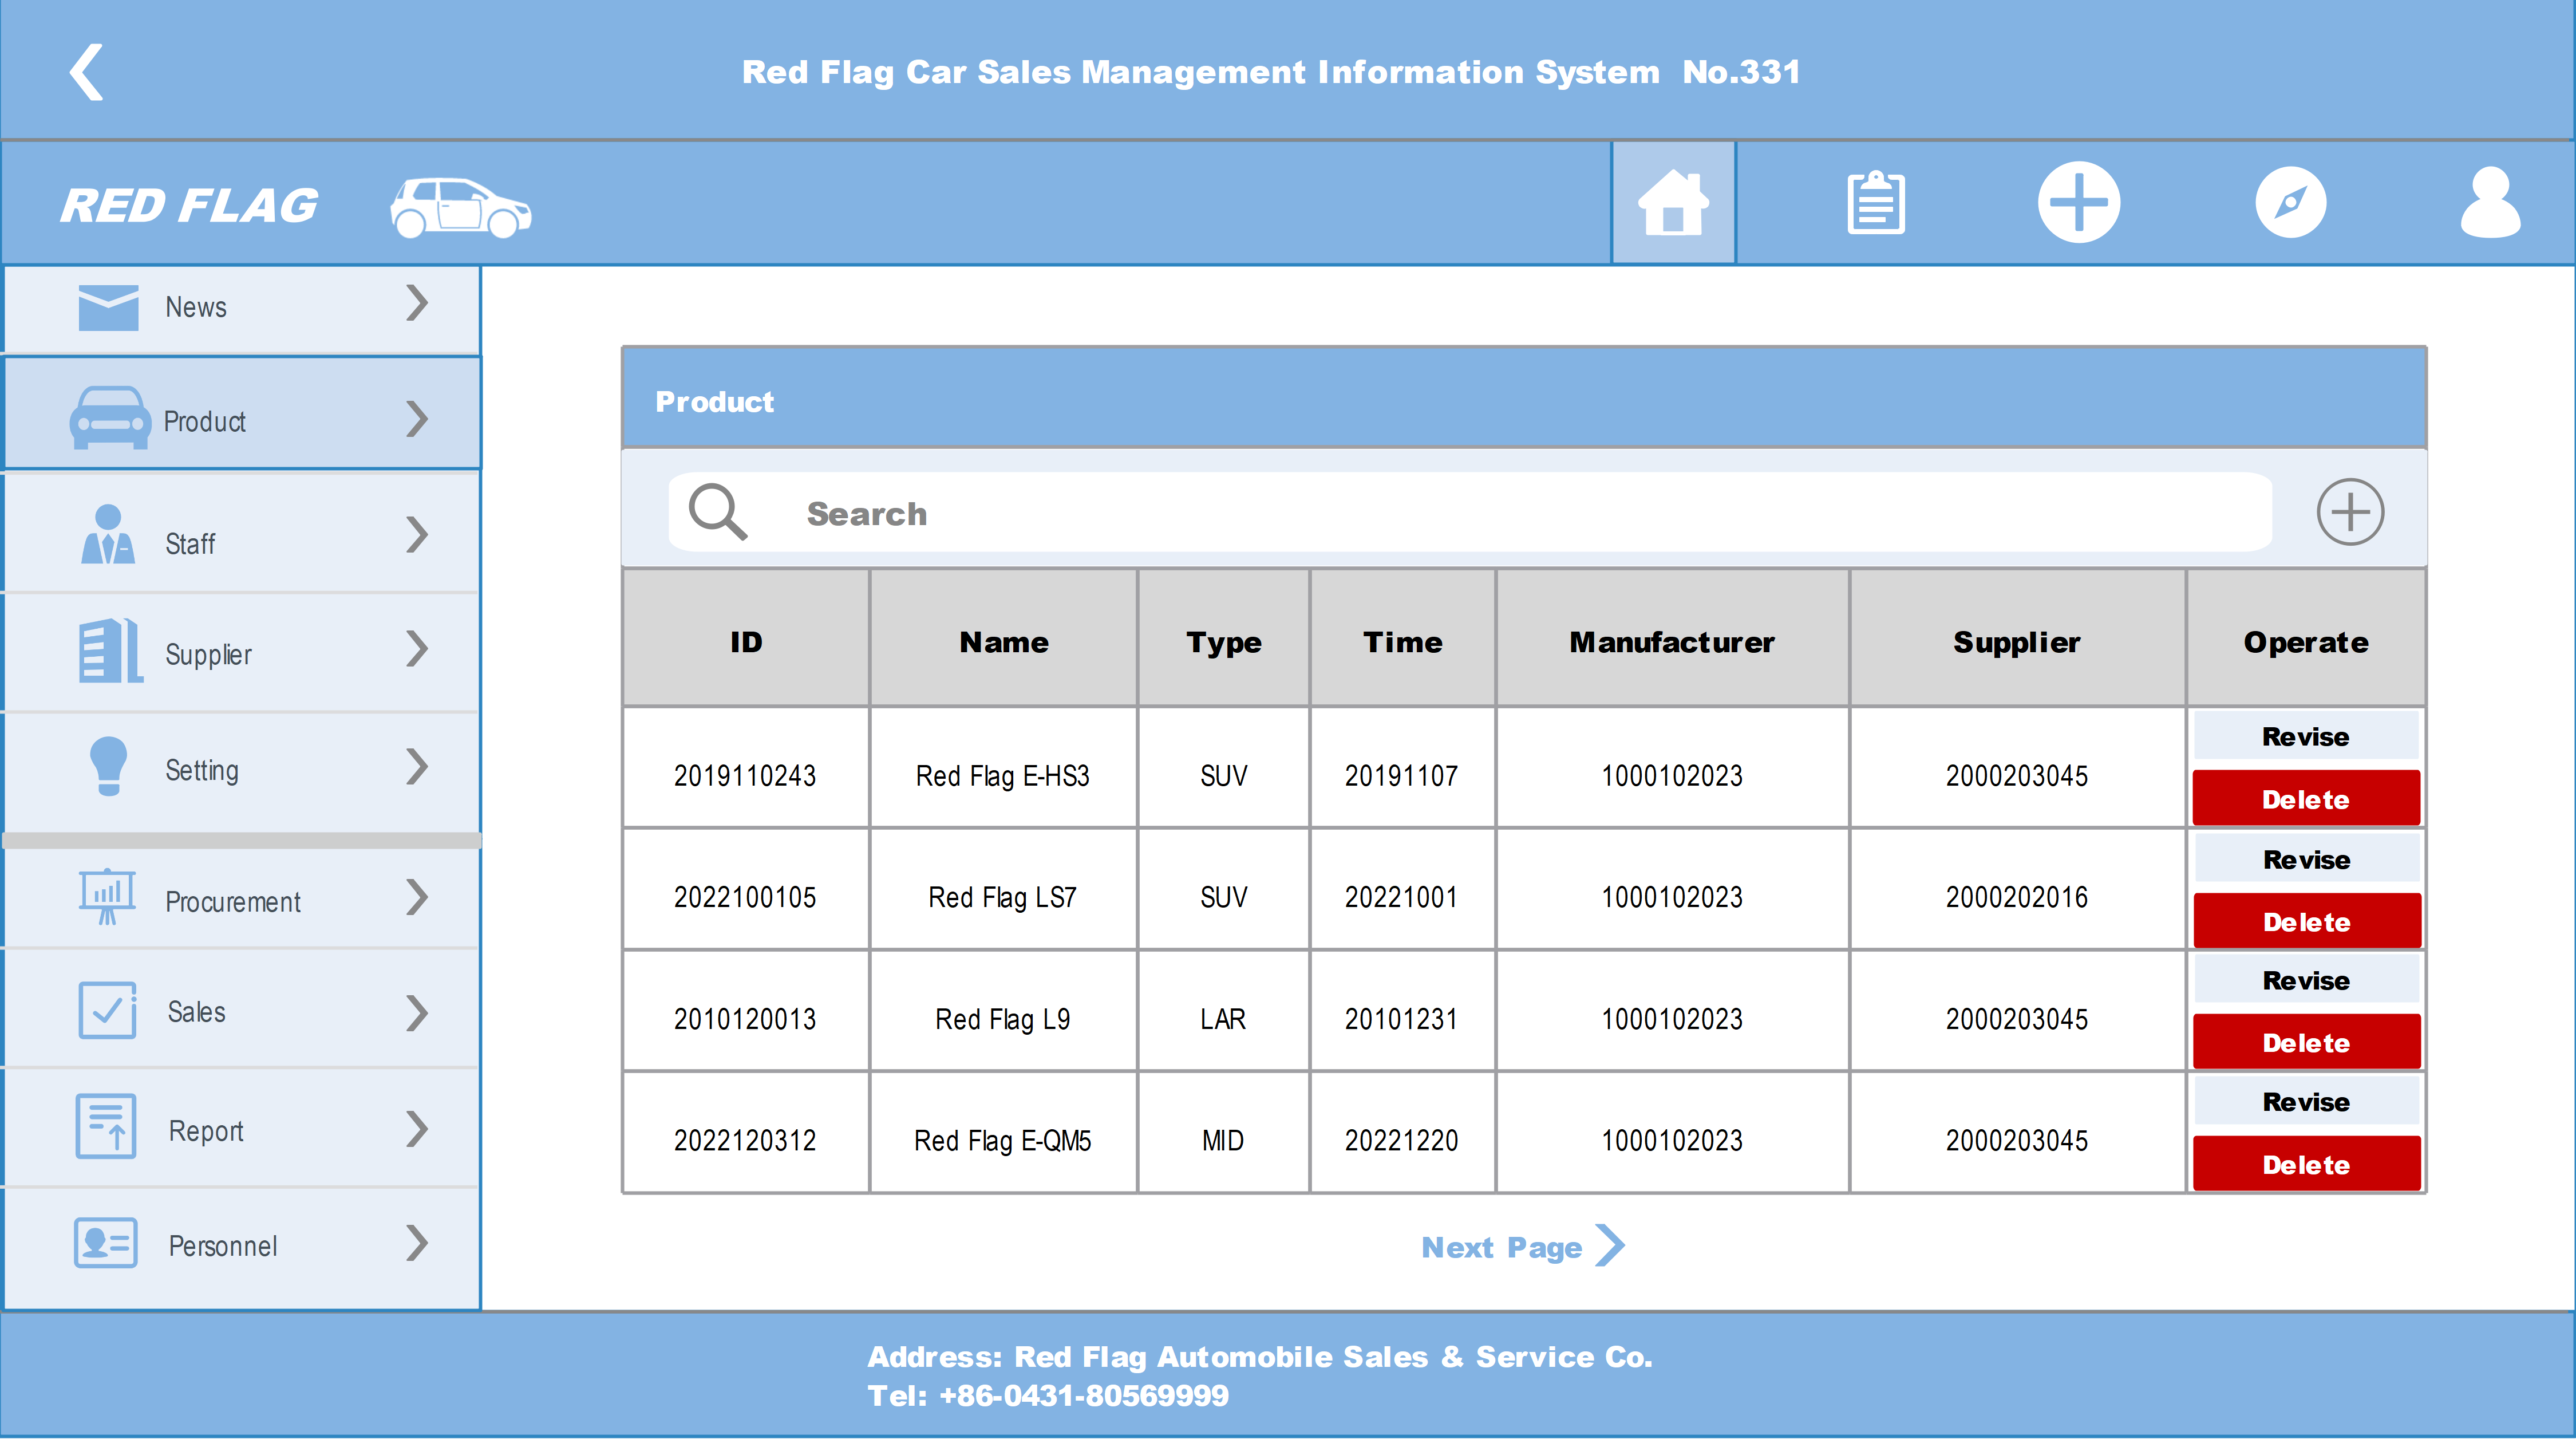 Red Flag Car Sales Management Information System No.331
RED FLAG
News
Product
Staff
Supplier
Setting
Procurement
Sales
Report
Personnel
Product
Search
ID Name Type Time Manufacturer Supplier Operate
2019110243 Red Flag E-HS3 SUV 20191107 1000102023 2000203045 Revise
Delete
2022100105 Red Flag LS7 SUV 20221001 1000102023 2000202016 Revise
Delete
2010120013 Red Flag L9 LAR 20101231 1000102023 2000203045 Revise
Delete
2022120312 Red Flag E-QM5 MID 20221220 1000102023 2000203045 Revise
Delete
Next Page
Address: Red Flag Automobile Sales & Service Co.
Tel: +86-0431-80569999